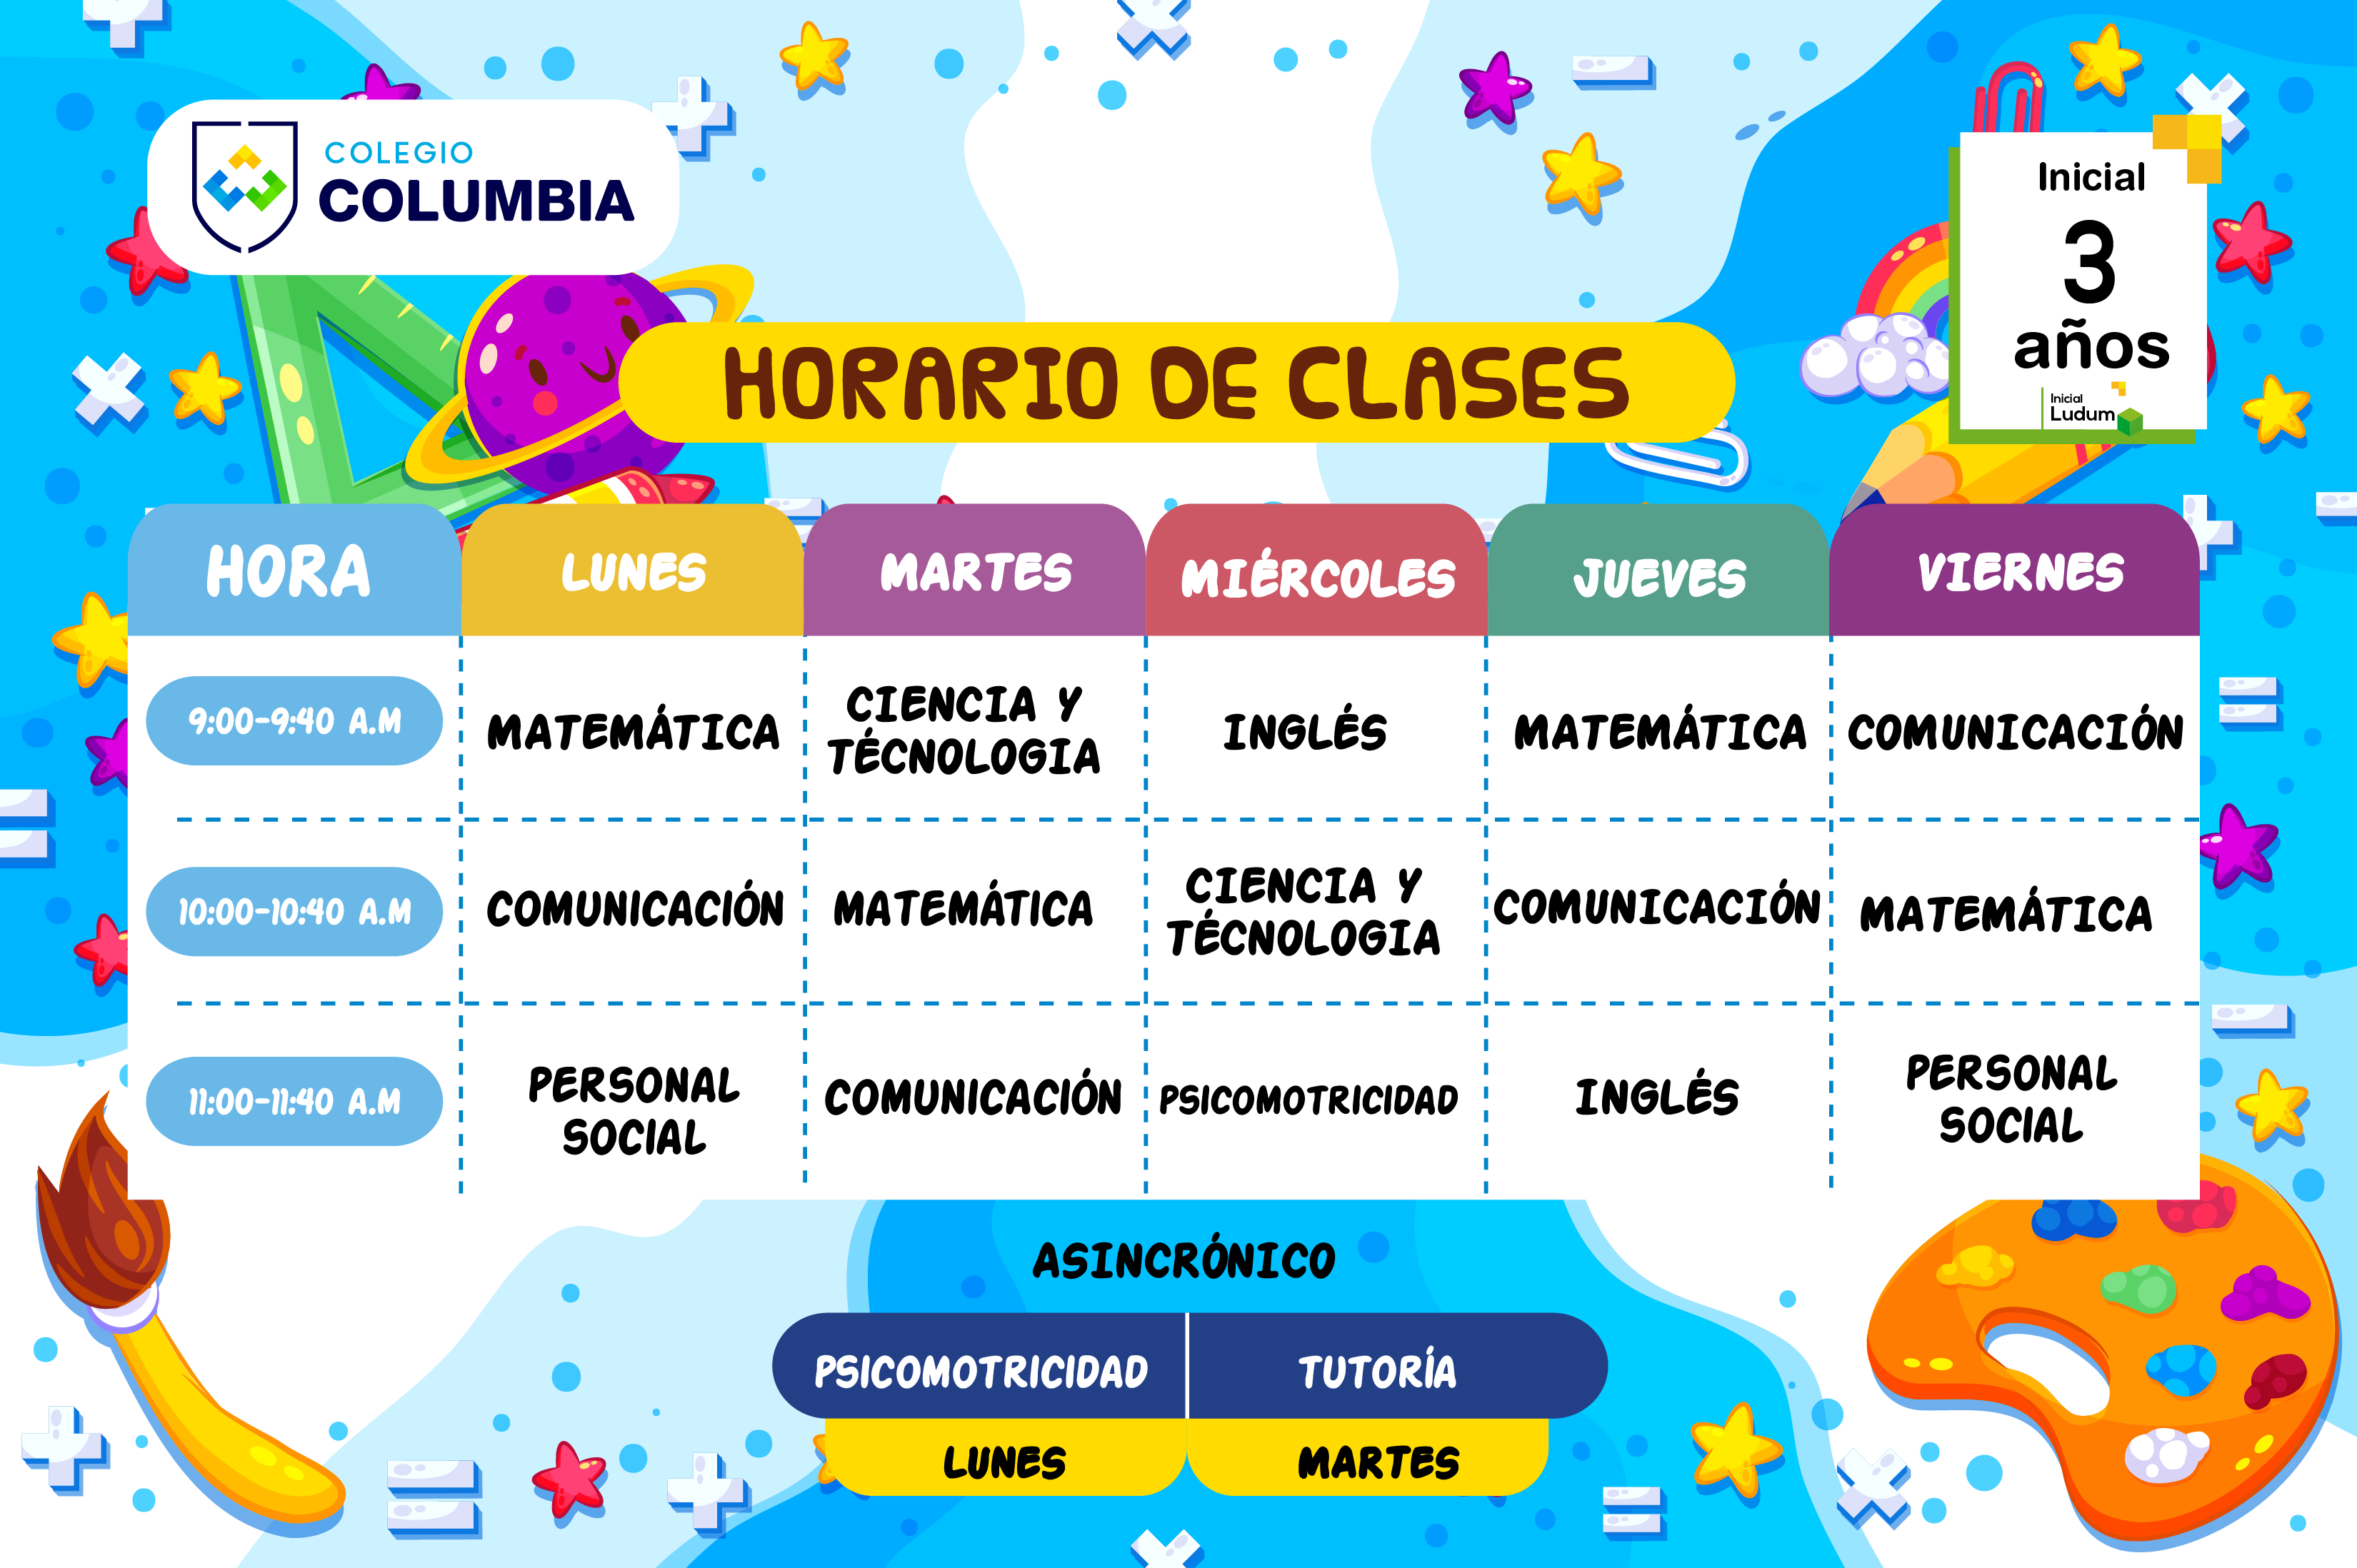 COLEGIO
COLUMBIA
Inicial
3
años
Inicial
Ludum
HORARIO DE CLASES
HORA LUNES MARTES MIÉRCOLES JUEVES VIERNES
9:00-9:40 A.M MATEMÁTICA CIENCIA Y INGLÉS MATEMÁTICA COMUNICACIÓN
TÉCNOLOGIA
10:00-10:40 A.M COMUNICACIÓN MATEMÁTICA CIENCIA Y COMUNICACIÓN MATEMÁTICA
TÉCNOLOGIA
11:00-11:40 A.M PERSONAL COMUNICACIÓN PSICOMOTRICIDAD INGLÉS PERSONAL
SOCIAL SOCIAL
ASINCRÓNICO
PSICOMOTRICIDAD TUTORÍA
LUNES MARTES